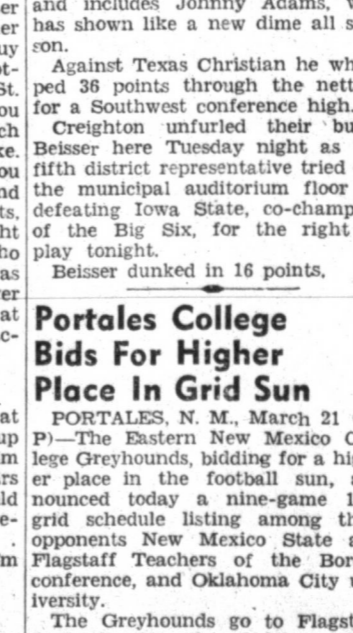 and includes Johnny Adams,
has shown like a new dime all s
son.
Against Texas Christian he wh
ped 36 points through the nett
for a Southwest conference high.
Creighton unfurled their bu
Beisser here Tuesday night as
fifth district representative tried
the municipal auditorium floor
defeating Iowa State, co-champ
of the Big Six, for the right
play tonight.
Beisser dunked in 16 points.
Portales College
Bids For Higher
Place In Grid Sun
PORTALES, N. M., March 21
P)—The Eastern New Mexico C
lege Greyhounds, bidding for a hi
er place in the football sun,
nounced today a nine-game 1
grid schedule listing among th
opponents New Mexico State a
Flagstaff Teachers of the Bor
conference, and Oklahoma City
iversity.
The Greyhounds go to Flagst